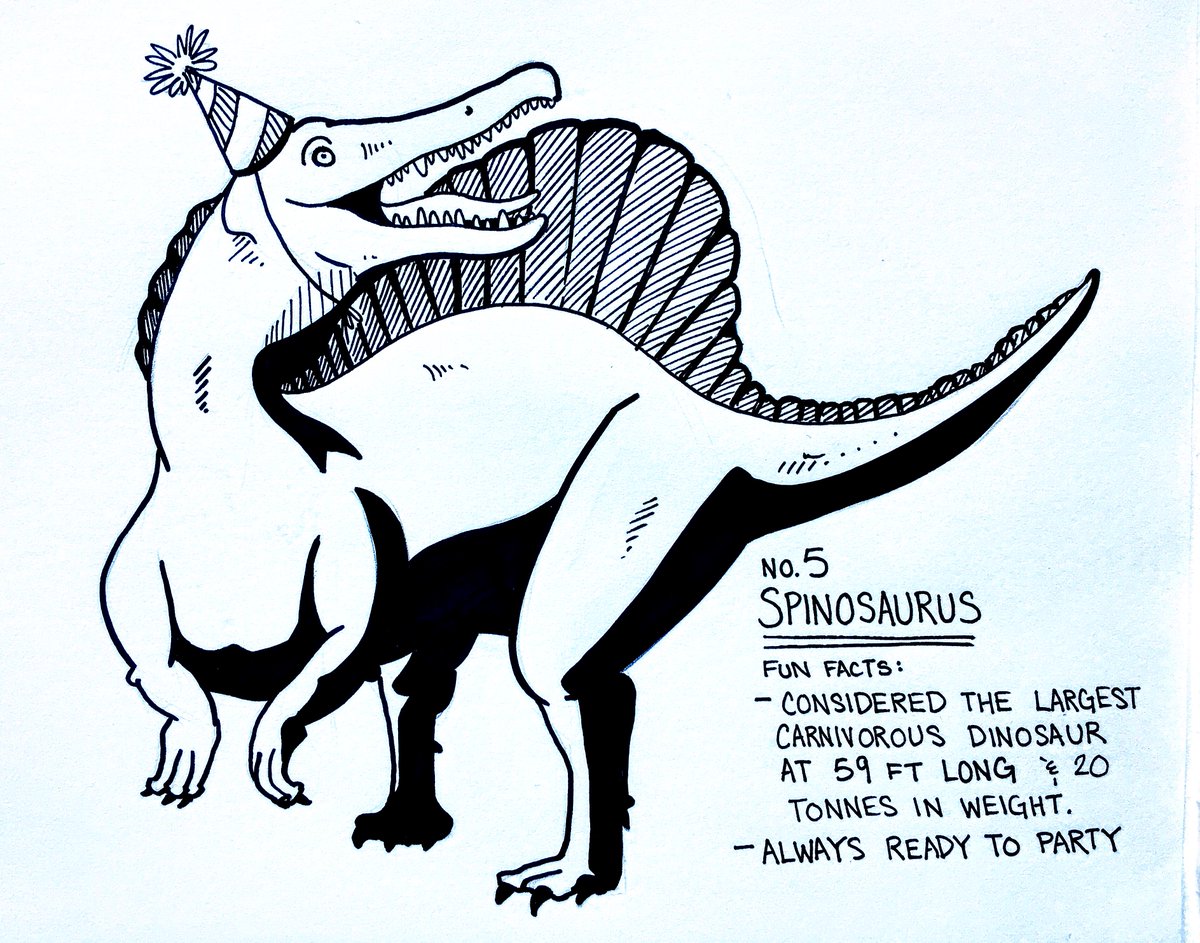 NO. 5
SPINOSAURUS
FUN FACTS:
- CONSIDERED THE LARGEST
CARNIVOROUS DINOSAUR
AT 59 FT LONG & 20
TONNES IN WEIGHT.
- ALWAYS READY TO PARTY